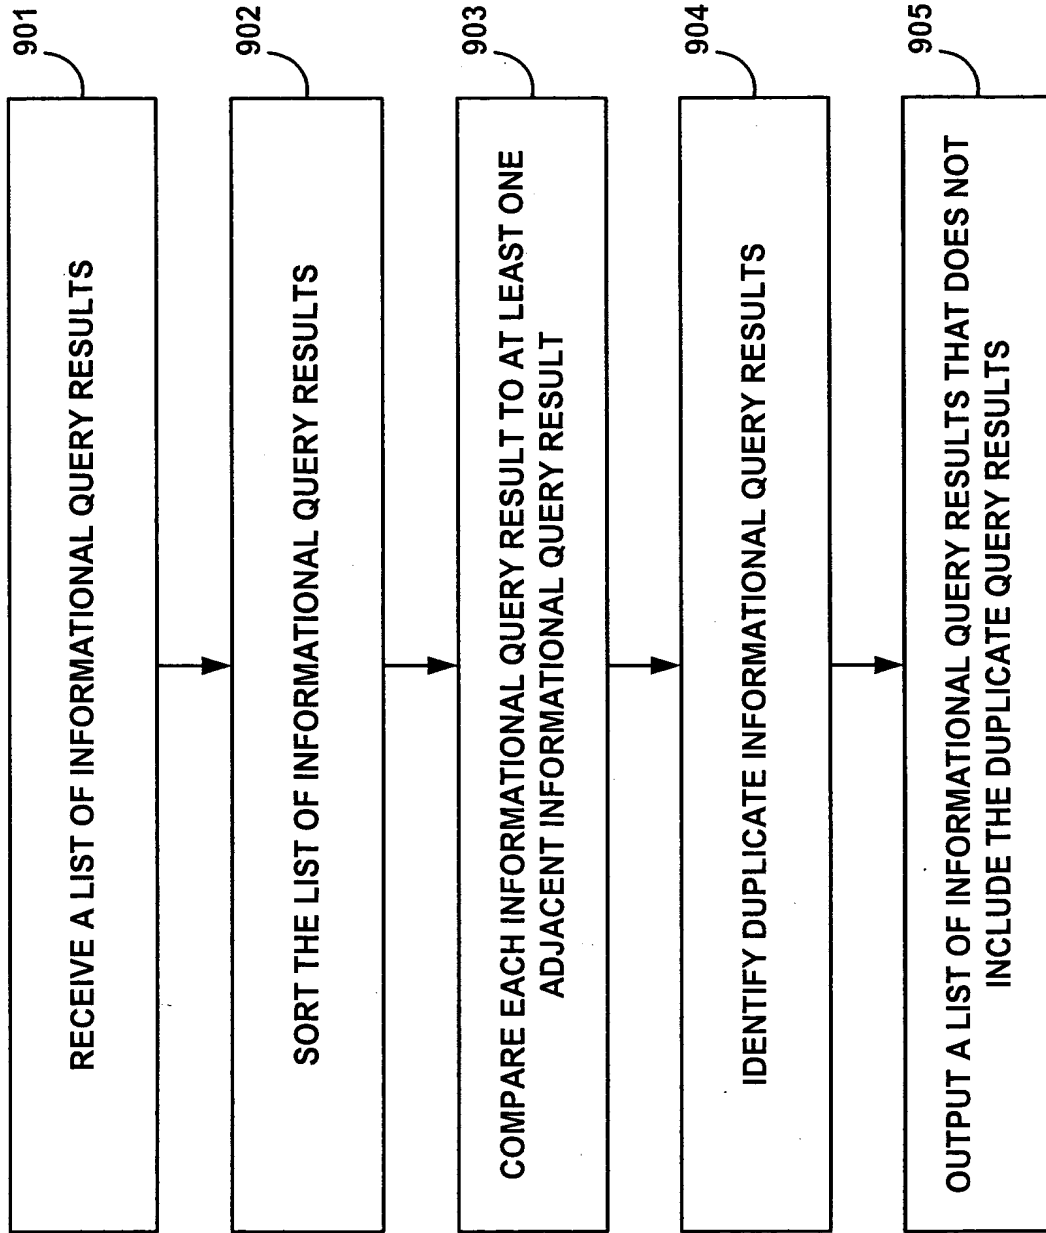 901
RECEIVE A LIST OF INFORMATIONAL QUERY RESULTS
902
SORT THE LIST OF INFORMATIONAL QUERY RESULTS
903
COMPARE EACH INFORMATIONAL QUERY RESULT TO AT LEAST ONE
ADJACENT INFORMATIONAL QUERY RESULT
904
IDENTIFY DUPLICATE INFORMATIONAL QUERY RESULTS
905
OUTPUT A LIST OF INFORMATIONAL QUERY RESULTS THAT DOES NOT
INCLUDE THE DUPLICATE QUERY RESULTS